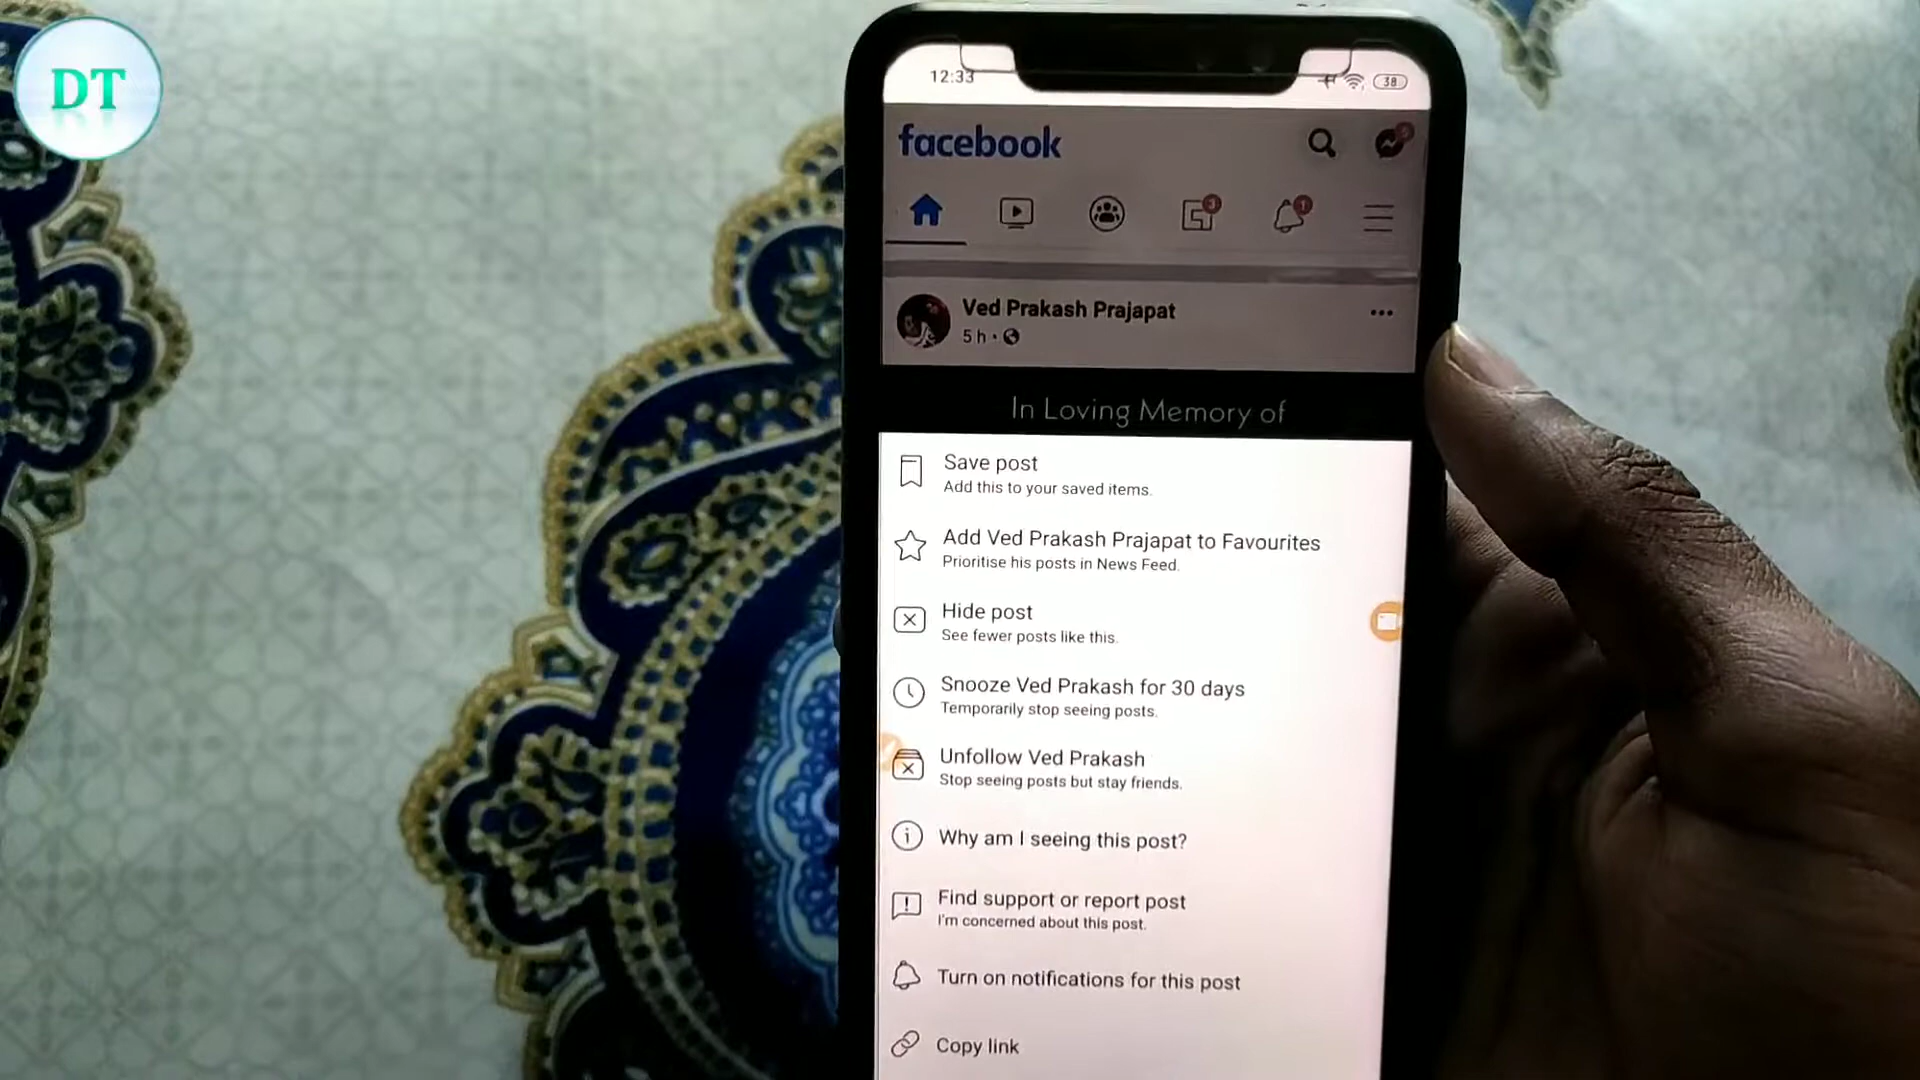 DT
12:33
38
facebook
5
3
1
Ved Prakash Prajapat
5 h
In Loving Memory of
Save post
Add this to your saved items.
Add Ved Prakash Prajapat to Favourites
Prioritise his posts in News Feed.
Hide post
See fewer posts like this.
Snooze Ved Prakash for 30 days
Temporarily stop seeing posts.
Unfollow Ved Prakash
Stop seeing posts but stay friends.
Why am I seeing this post?
Find support or report post
I'm concerned about this post.
Turn on notifications for this post
Copy link